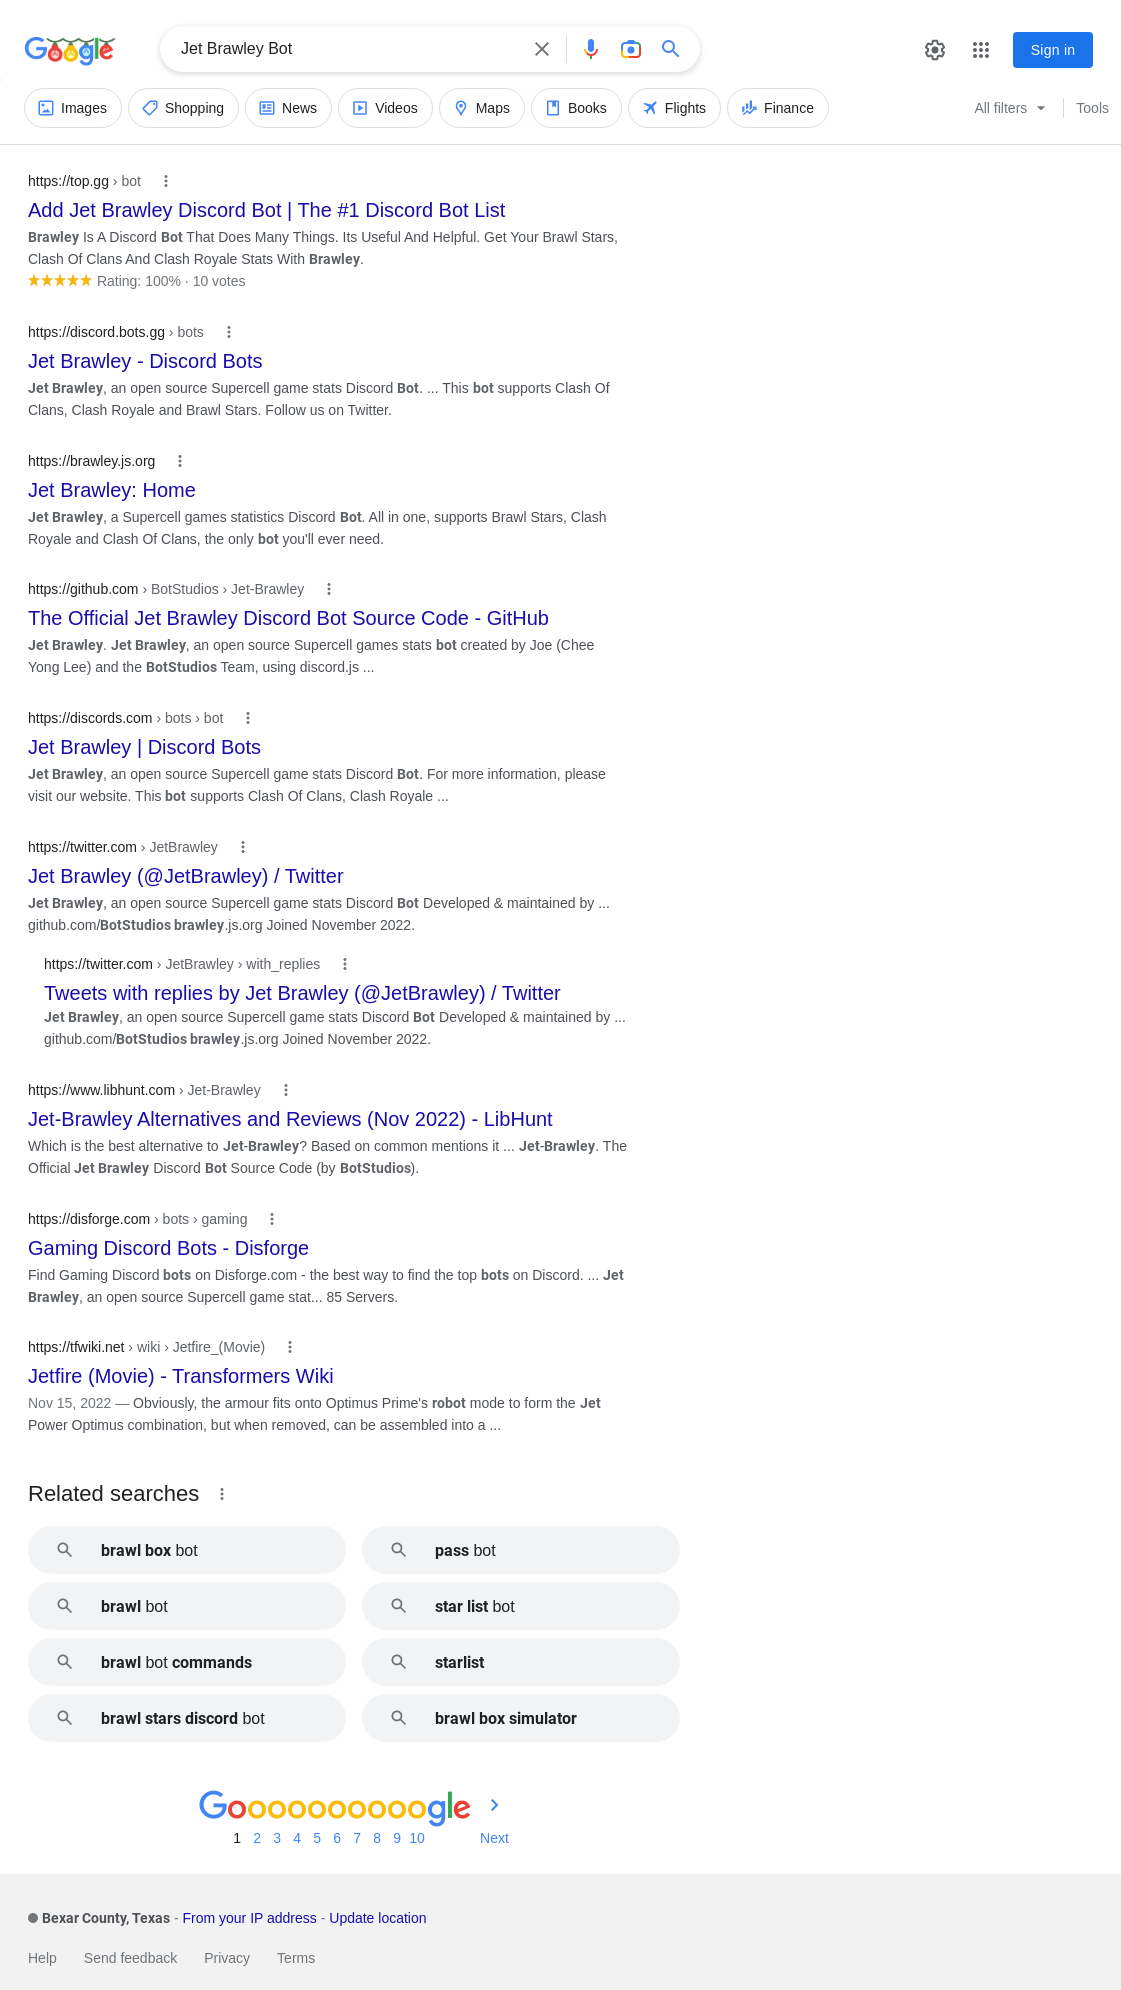 Google
Jet Brawley Bot
Sign in
Images
Shopping
News
Videos
Maps
Books
Flights
Finance
All filters
Tools
https://top.gg › bot
Add Jet Brawley Discord Bot | The #1 Discord Bot List
Brawley Is A Discord Bot That Does Many Things. Its Useful And Helpful. Get Your Brawl Stars,
Clash Of Clans And Clash Royale Stats With Brawley.
Rating: 100% · 10 votes
https://discord.bots.gg › bots
Jet Brawley - Discord Bots
Jet Brawley, an open source Supercell game stats Discord Bot. ... This bot supports Clash Of
Clans, Clash Royale and Brawl Stars. Follow us on Twitter.
https://brawley.js.org
Jet Brawley: Home
Jet Brawley, a Supercell games statistics Discord Bot. All in one, supports Brawl Stars, Clash
Royale and Clash Of Clans, the only bot you'll ever need.
https://github.com › BotStudios › Jet-Brawley
The Official Jet Brawley Discord Bot Source Code - GitHub
Jet Brawley. Jet Brawley, an open source Supercell games stats bot created by Joe (Chee
Yong Lee) and the BotStudios Team, using discord.js ...
https://discords.com › bots › bot
Jet Brawley | Discord Bots
Jet Brawley, an open source Supercell game stats Discord Bot. For more information, please
visit our website. This bot supports Clash Of Clans, Clash Royale ...
https://twitter.com › JetBrawley
Jet Brawley (@JetBrawley) / Twitter
Jet Brawley, an open source Supercell game stats Discord Bot Developed & maintained by ...
github.com/BotStudios brawley.js.org Joined November 2022.
https://twitter.com › JetBrawley › with_replies
Tweets with replies by Jet Brawley (@JetBrawley) / Twitter
Jet Brawley, an open source Supercell game stats Discord Bot Developed & maintained by ...
github.com/BotStudios brawley.js.org Joined November 2022.
https://www.libhunt.com › Jet-Brawley
Jet-Brawley Alternatives and Reviews (Nov 2022) - LibHunt
Which is the best alternative to Jet-Brawley? Based on common mentions it ... Jet-Brawley. The
Official Jet Brawley Discord Bot Source Code (by BotStudios).
https://disforge.com › bots › gaming
Gaming Discord Bots - Disforge
Find Gaming Discord bots on Disforge.com - the best way to find the top bots on Discord. ... Jet
Brawley, an open source Supercell game stat... 85 Servers.
https://tfwiki.net › wiki › Jetfire_(Movie)
Jetfire (Movie) - Transformers Wiki
Nov 15, 2022 — Obviously, the armour fits onto Optimus Prime's robot mode to form the Jet
Power Optimus combination, but when removed, can be assembled into a ...
Related searches
brawl box bot
pass bot
brawl bot
star list bot
brawl bot commands
starlist
brawl stars discord bot
brawl box simulator
Goooooooooogle
1 2 3 4 5 6 7 8 9 10 Next
Bexar County, Texas - From your IP address - Update location
Help Send feedback Privacy Terms